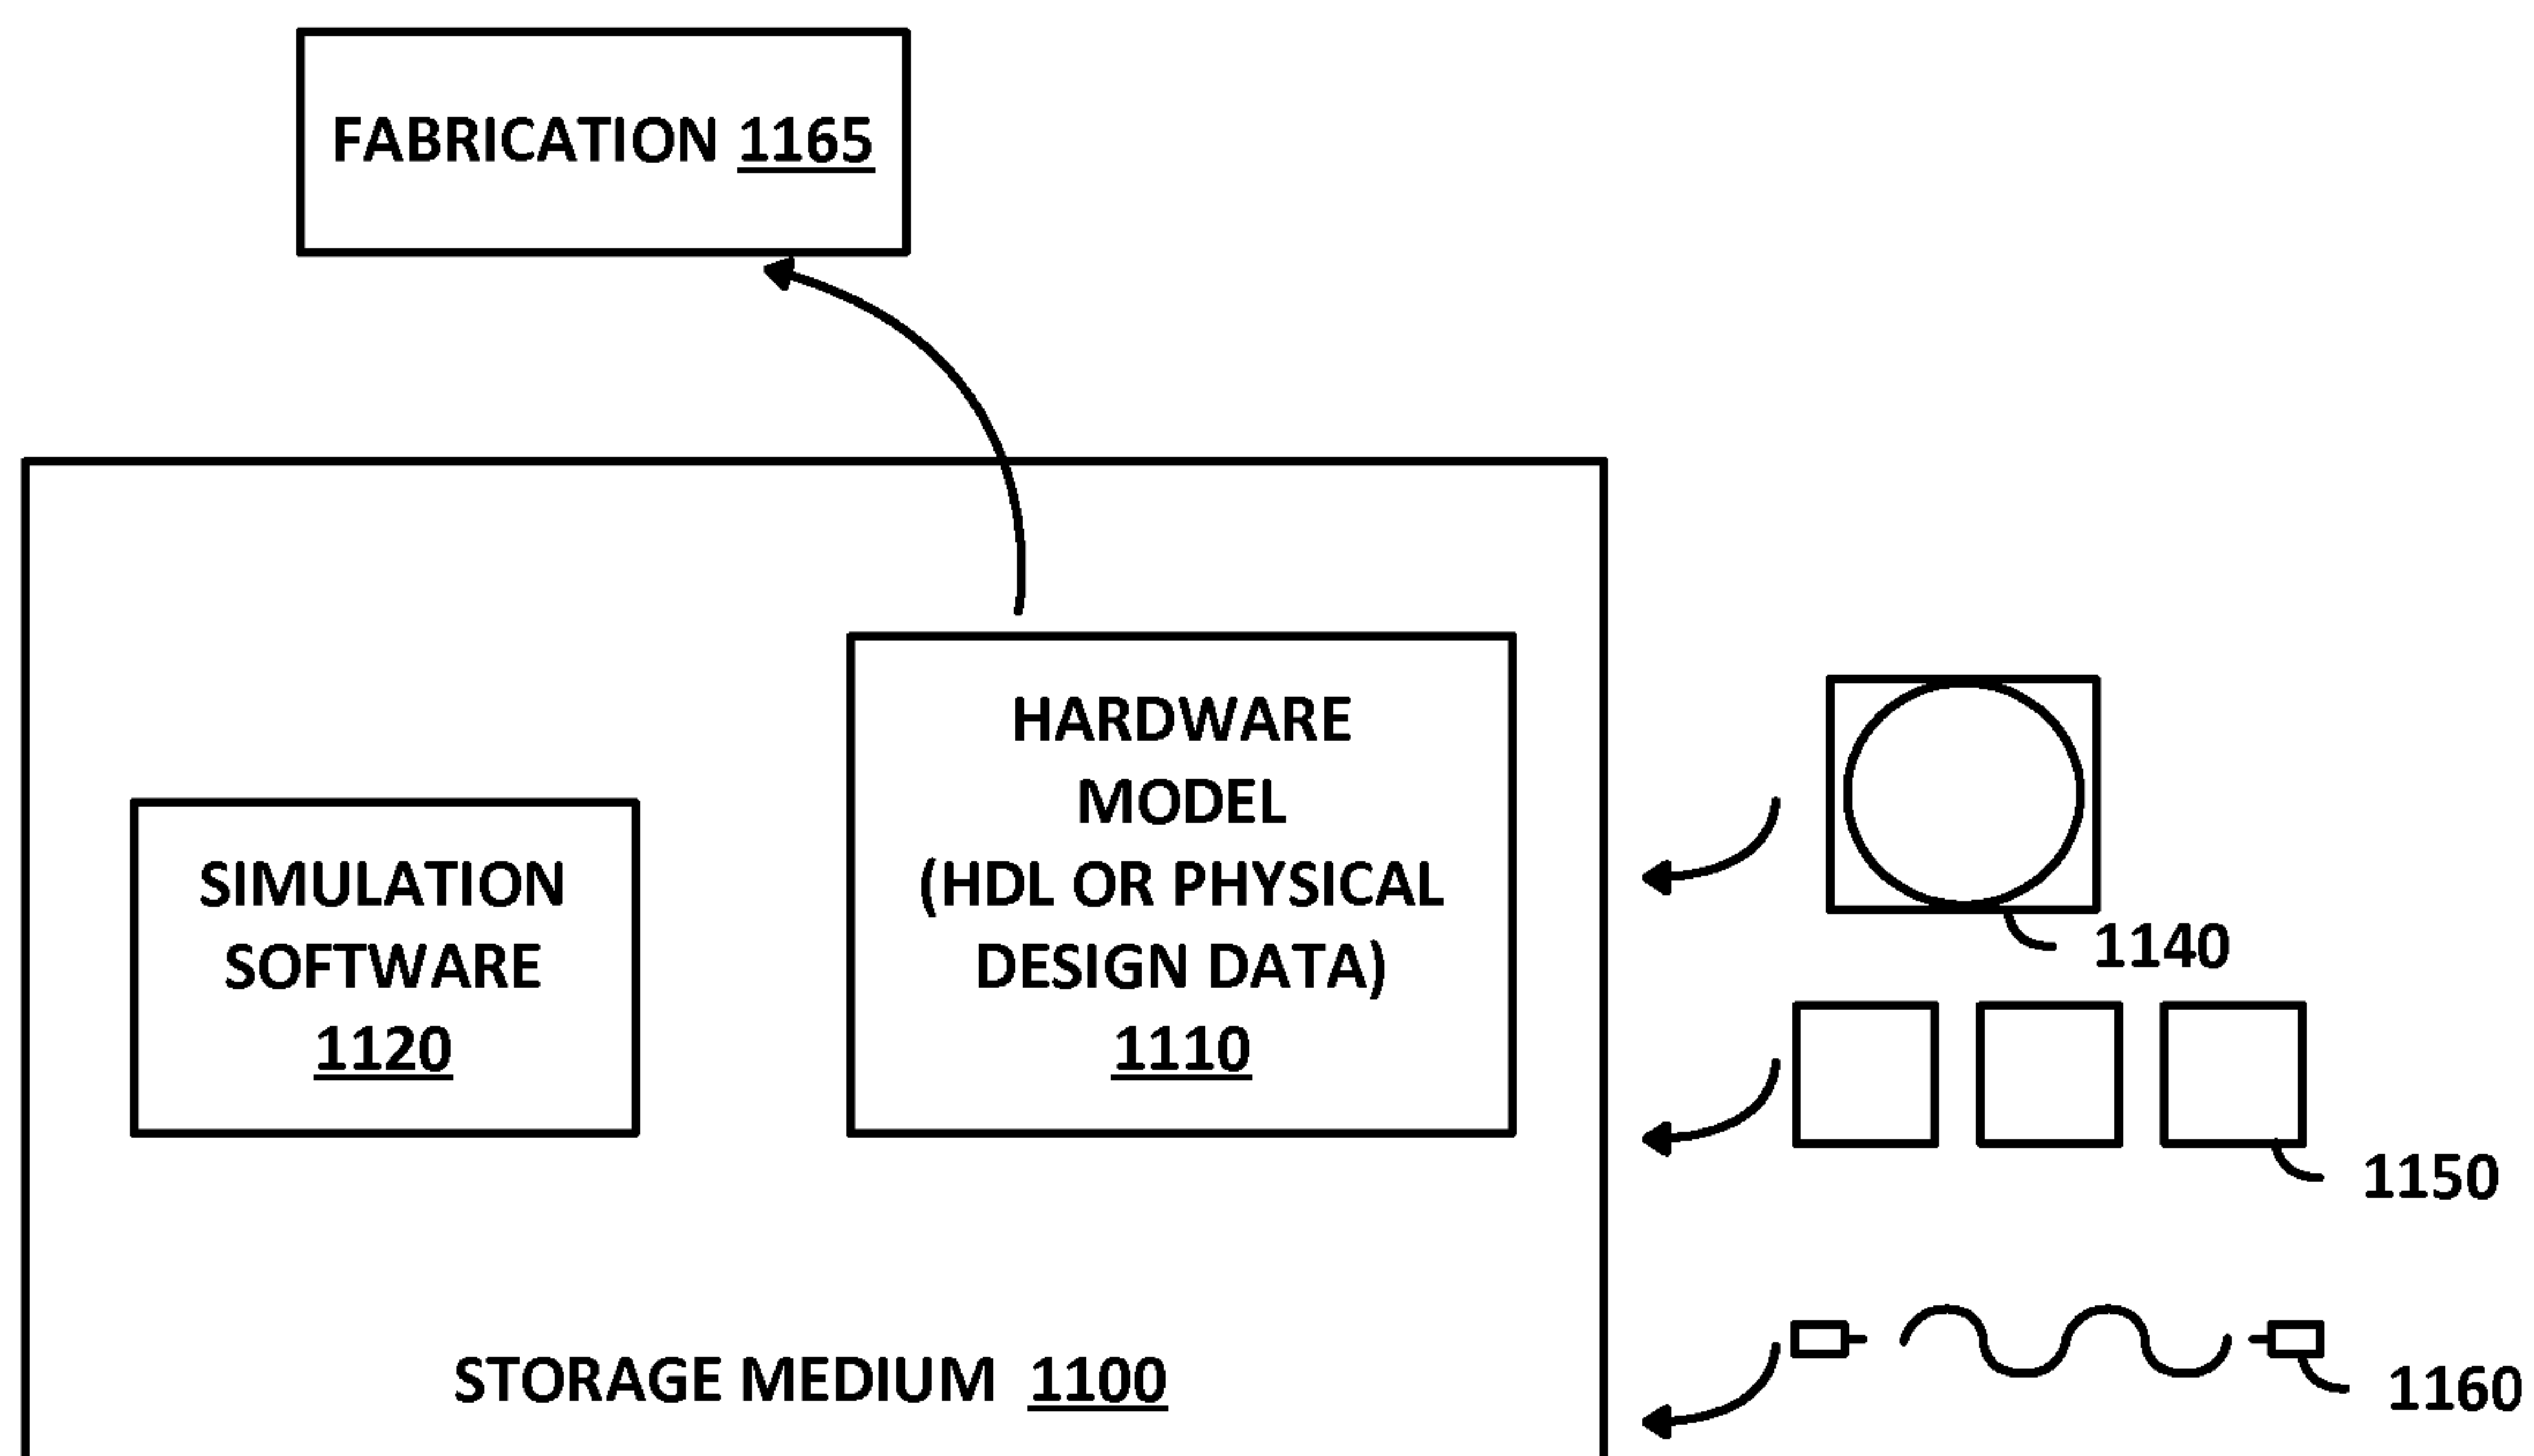 FABRICATION 1165
HARDWARE
MODEL
(HDL OR PHYSICAL
DESIGN DATA)
1110
SIMULATION
SOFTWARE
1120
1140
1150
STORAGE MEDIUM 1100
1160